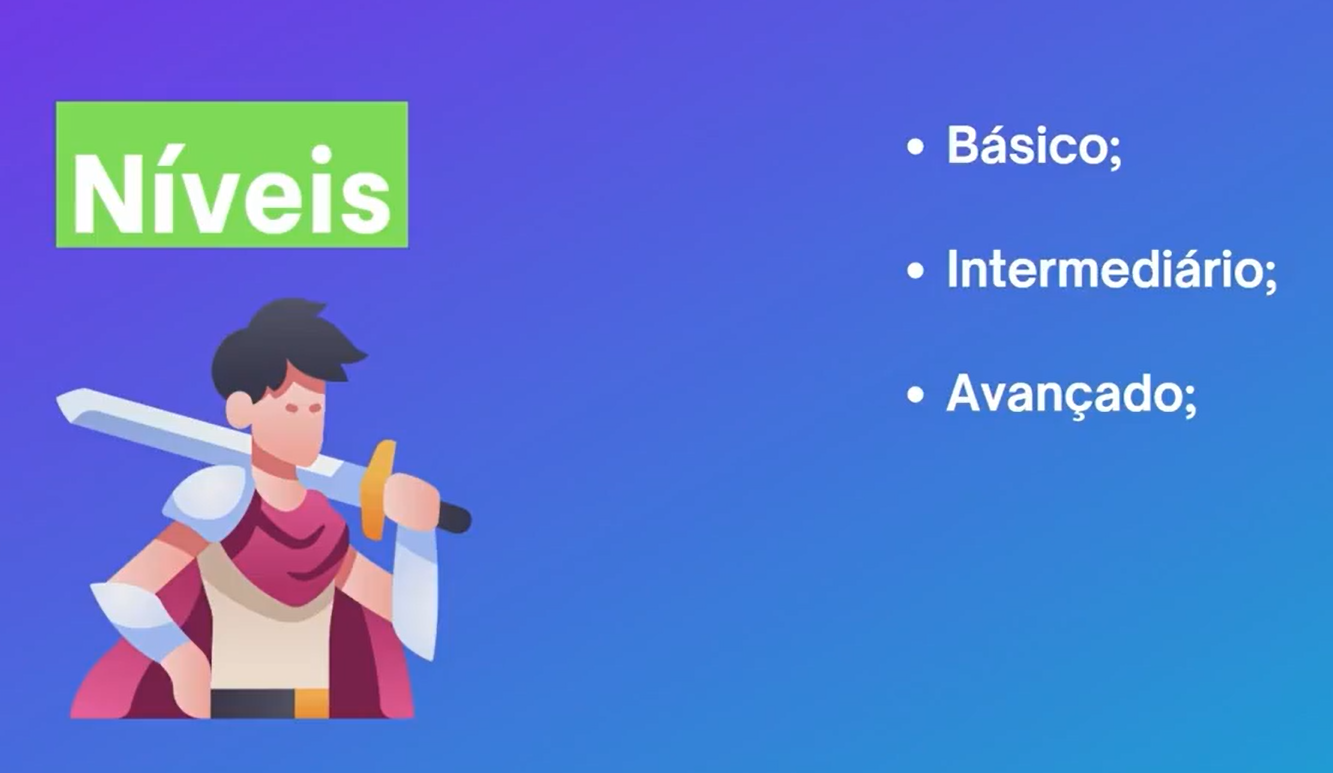 Níveis
• Básico;
• Intermediário;
• Avançado;